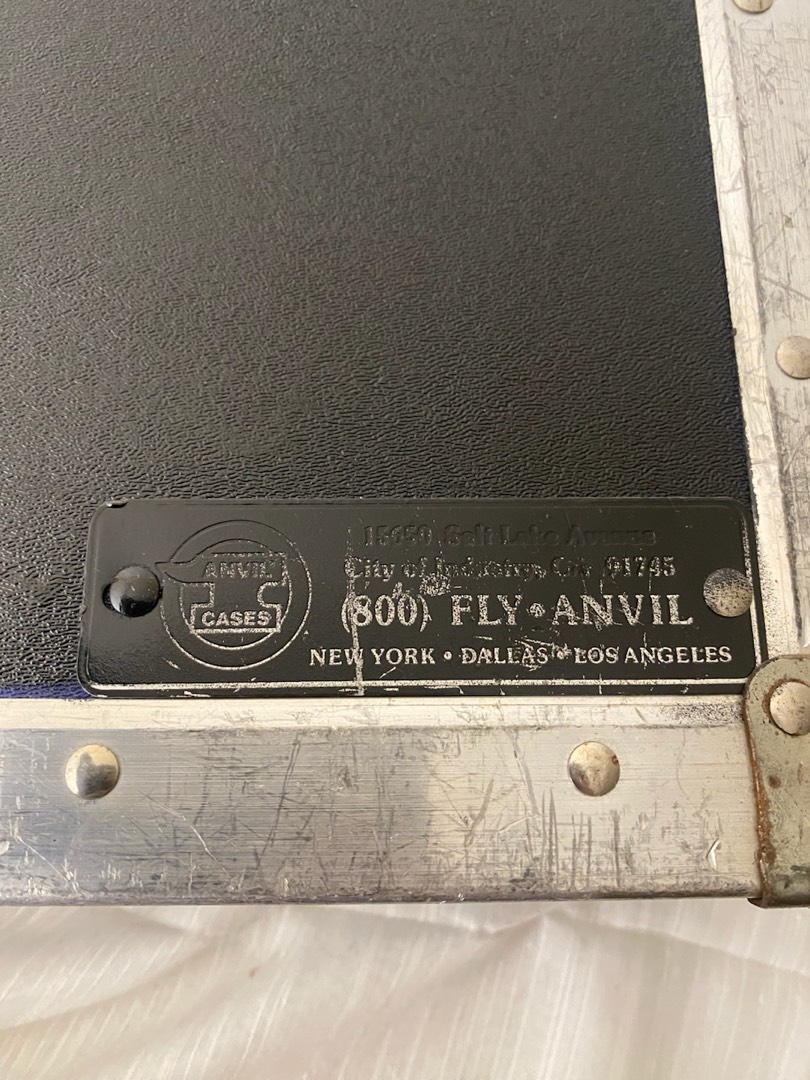 ANVIL
CASES
15650 Salt Lake Avenue
City of Industry, CA 91745
(800) FLY•ANVIL
NEW YORK • DALLAS • LOS ANGELES